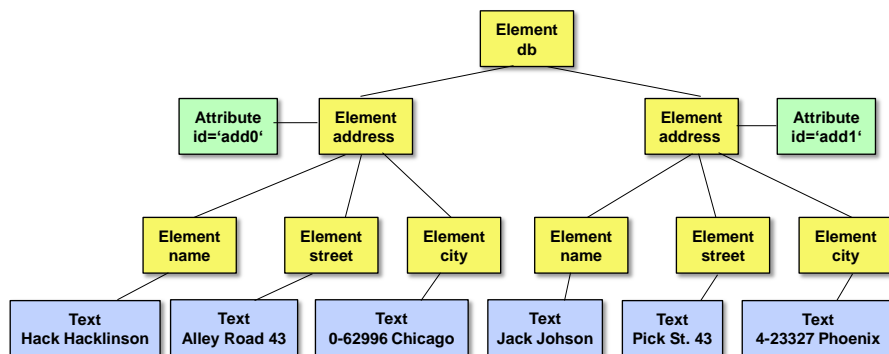 Element
db
Attribute
id=‘add0‘
Element
address
Element
address
Attribute
id=‘add1‘
Element
name
Element
street
Element
city
Element
name
Element
street
Element
city
Text
Hack Hacklinson
Text
Alley Road 43
Text
0-62996 Chicago
Text
Jack Johson
Text
Pick St. 43
Text
4-23327 Phoenix